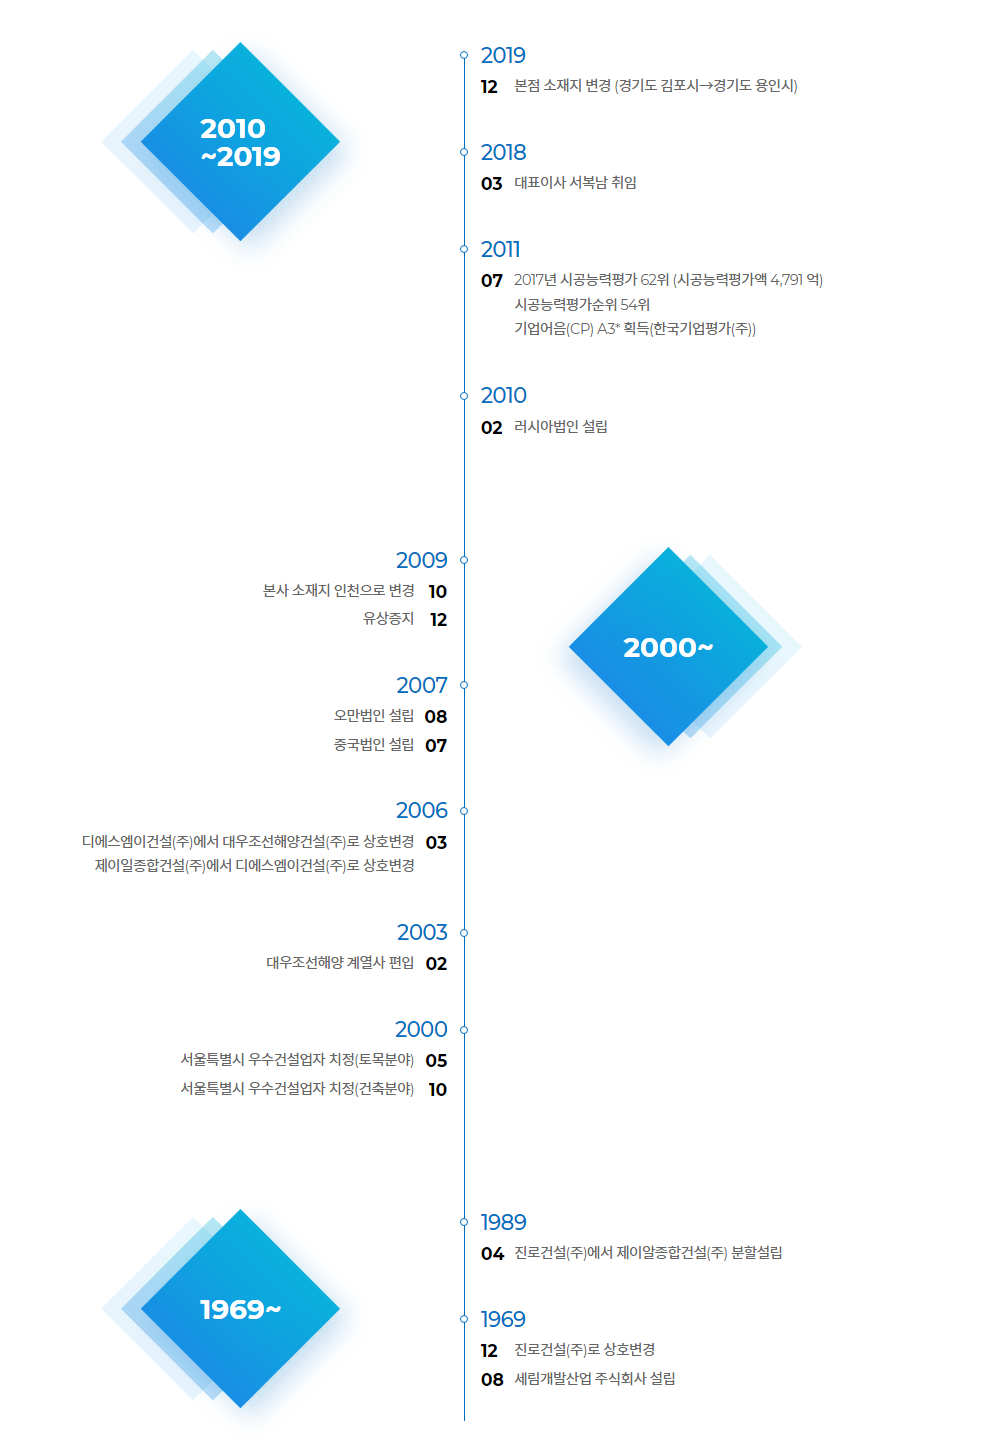 2010
~2019
2019
12 본점 소재지 변경 (경기도 김포시→경기도 용인시)
2018
03 대표이사 서복남 취임
2011
07 2017년 시공능력평가 62위 (시공능력평가액 4,791 억)
시공능력평가순위 54위
기업어음(CP) A3* 획득(한국기업평가(주))
2010
02 러시아법인 설립
2000~
2009
본사 소재지 인천으로 변경 10
유상증지 12
2007
오만법인 설립 08
중국법인 설립 07
2006
디에스엠이건설(주)에서 대우조선해양건설(주)로 상호변경 03
제이일종합건설(주)에서 디에스엠이건설(주)로 상호변경
2003
대우조선해양 계열사 편입 02
2000
서울특별시 우수건설업자 치정(토목분야) 05
서울특별시 우수건설업자 치정(건축분야) 10
1969~
1989
04 진로건설(주)에서 제이알종합건설(주) 분할설립
1969
12 진로건설(주)로 상호변경
08 세림개발산업 주식회사 설립